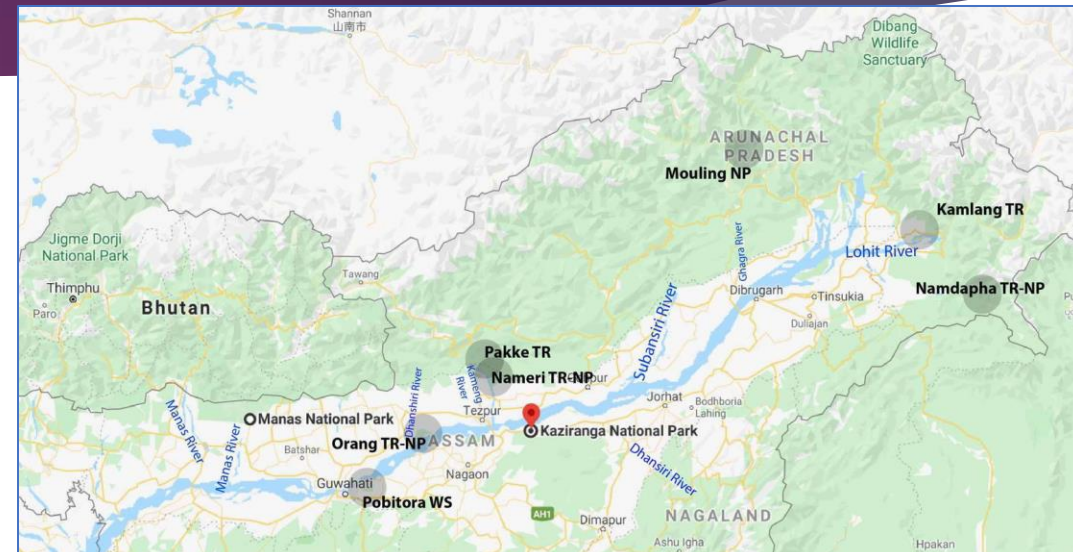 Shannan
山南市
Dibang
Wildlife
Sanctuary
ARUNACHAL
PRADESH
Mouling NP
Kamlang TR
Jigme Dorji
National Park
Lohit River
Ghagra River
Thimphu
Tawang
Namdapha TR-NP
Paro
Bhutan
Dibrugarh
Tinsukia
Subansiri River
Duliajan
Pakke TR
Kameng
River
Nameri TR-NP
Dhanshiri River
Jorhat
Bodhboria
Lahing
Manas River
Manas National Park
Tezpur
Kaziranga National Park
Manas River
Orang TR-NP
ASSAM
Batshar
Dhansiri River
Nagaon
Guwahati
Pobitora WS
AH1
Dimapur
NAGALAND
Ashu Igha
Hpakan